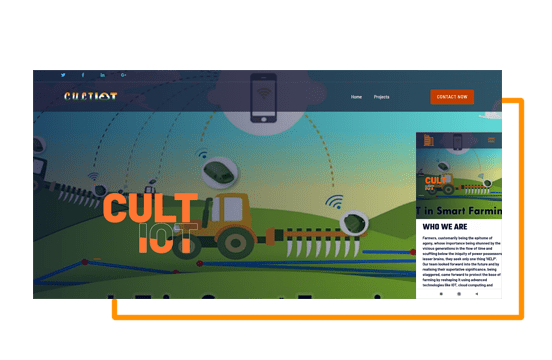 CULTIOT
Home
Projects
CONTACT NOW
CULT
IOT
CULT
IOT
T in Smart Farmin
WHO WE ARE
Farmers, customarily being the epitome of
agony, whose importance being shunned by the
vicious generations in the flow of time and
scuffling below the iniquity of power possessors
lesser brains, they seek only one thing 'HELP'.
Our team looked forward into the future and by
realising their superlative significance, being
staggered, came forward to protect the base of
farming by reshaping it using advanced
technologies like IOT, cloud computing and